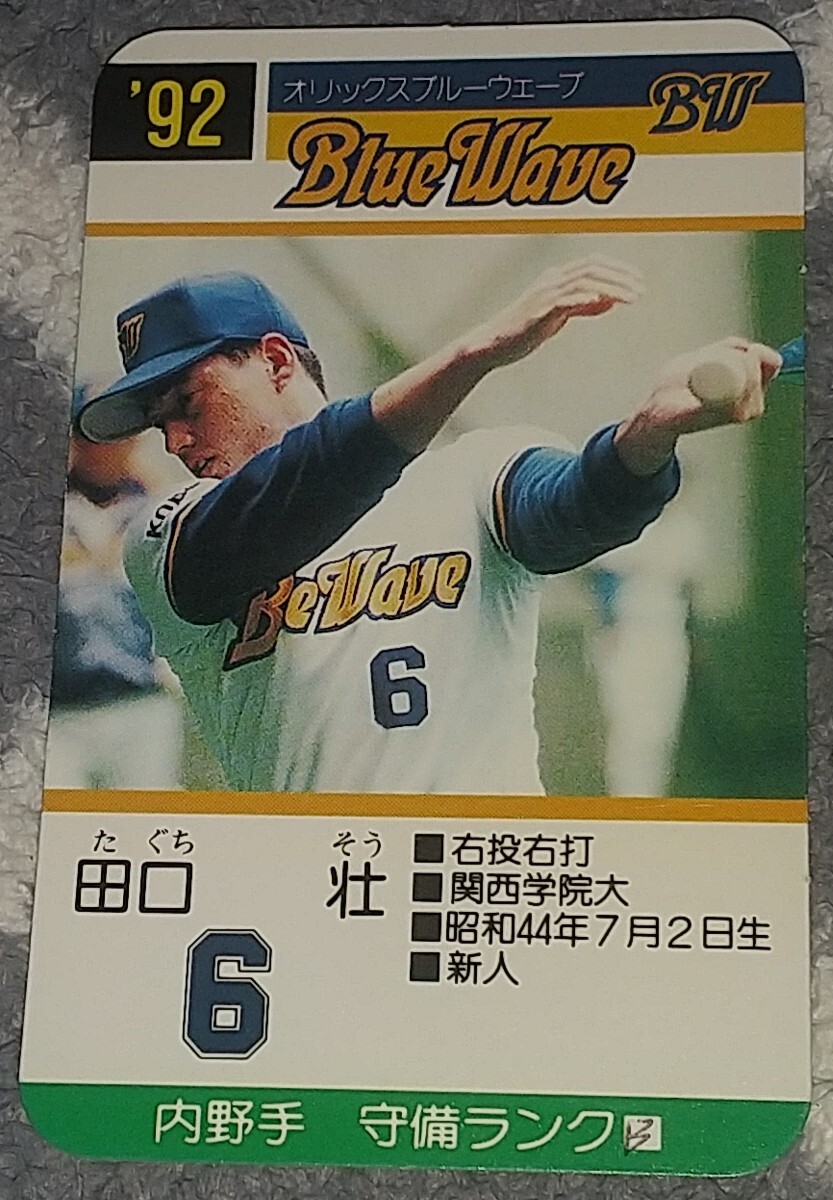 '92
オリックスブルーウェーブ
BW
Blue Wave
KOB
BeWave
6
たぐち そう
田口 壮
■右投右打
■関西学院大
■昭和44年7月2日生
■新人
6
内野手 守備ランク